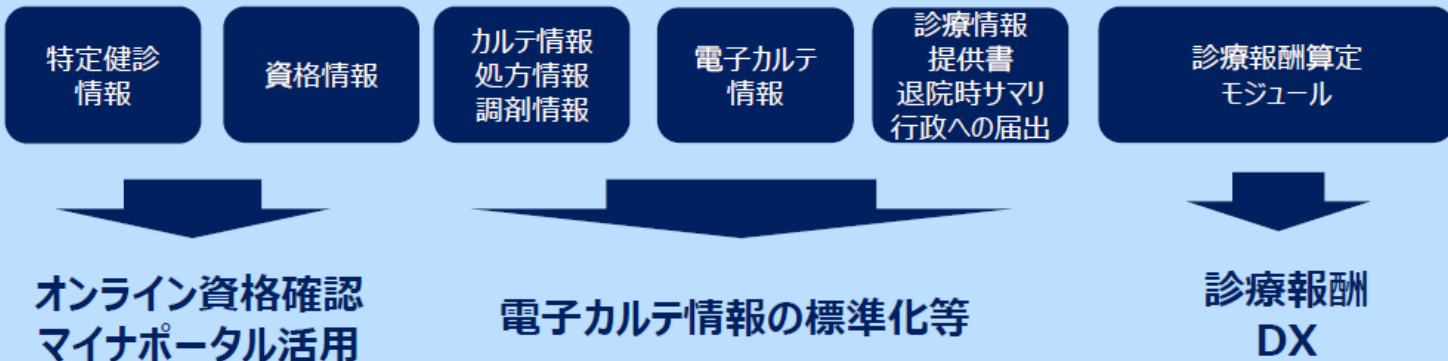 特定健診
情報
資格情報
カルテ情報
処方情報
調剤情報
電子カルテ
情報
診療情報
提供書
退院時サマリ
行政への届出
診療報酬算定
モジュール
オンライン資格確認
マイナポータル活用
電子カルテ情報の標準化等
診療報酬
DX